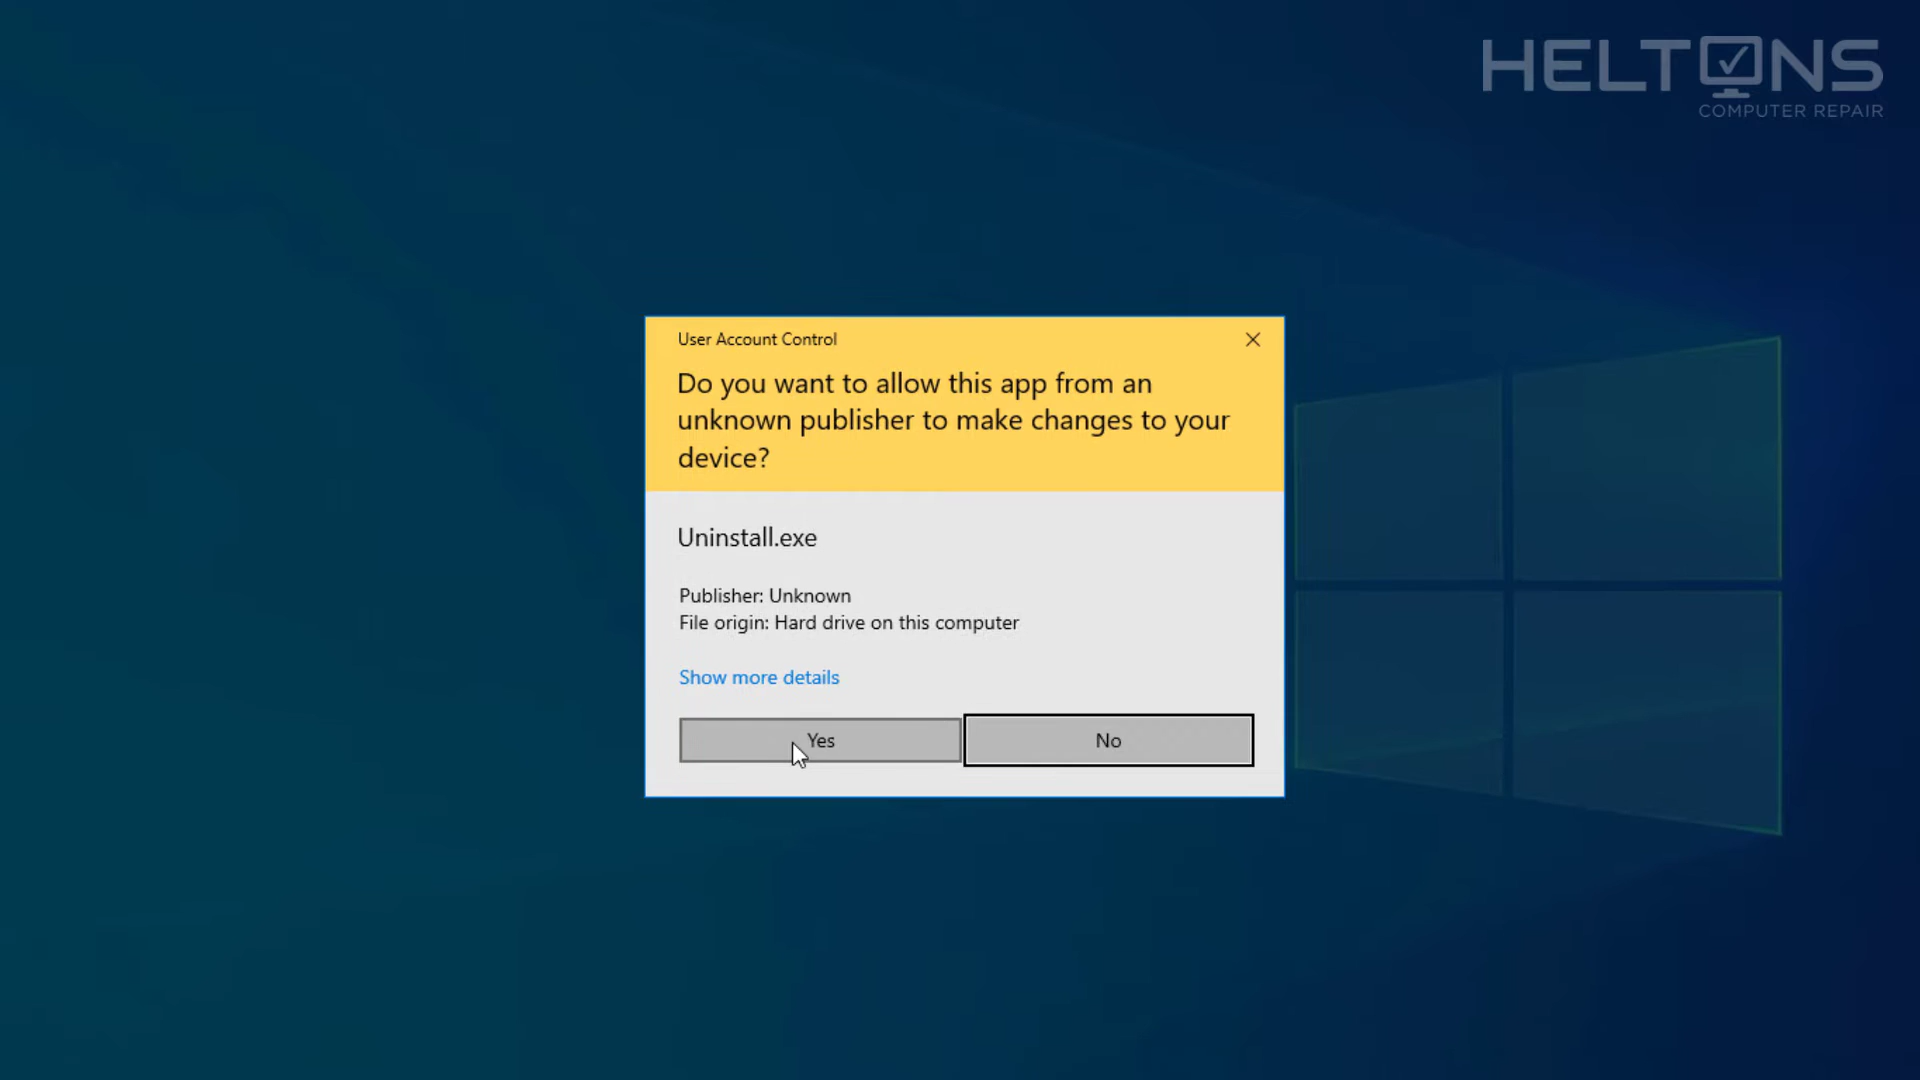 HELTONS
COMPUTER REPAIR
User Account Control
Do you want to allow this app from an
unknown publisher to make changes to your
device?
Uninstall.exe
Publisher: Unknown
File origin: Hard drive on this computer
Show more details
Yes
No